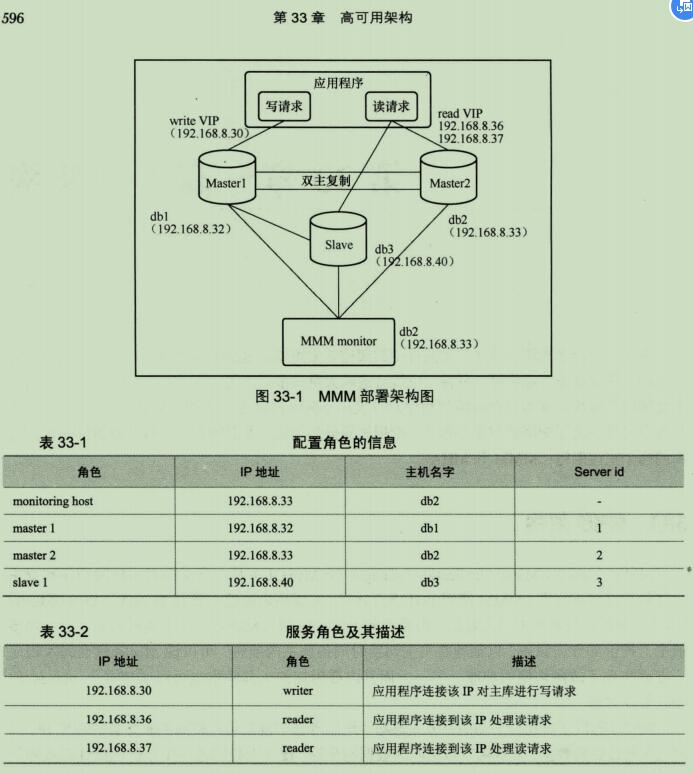 596
第 33 章 高可用架构
应用程序
写请求
读请求
write VIP
（192.168.8.30）
read VIP
192.168.8.36
192.168.8.37
Master1
双主复制
Master2
db1
（192.168.8.32）
Slave
db2
（192.168.8.33）
db3
（192.168.8.40）
MMM monitor
db2
（192.168.8.33）
图 33-1 MMM 部署架构图
表 33-1 配置角色的信息
角色 IP 地址 主机名字 Server id
monitoring host 192.168.8.33 db2 -
master 1 192.168.8.32 db1 1
master 2 192.168.8.33 db2 2
slave 1 192.168.8.40 db3 3
表 33-2 服务角色及其描述
IP 地址 角色 描述
192.168.8.30 writer 应用程序连接该 IP 对主库进行写请求
192.168.8.36 reader 应用程序连接到该 IP 处理读请求
192.168.8.37 reader 应用程序连接到该 IP 处理读请求